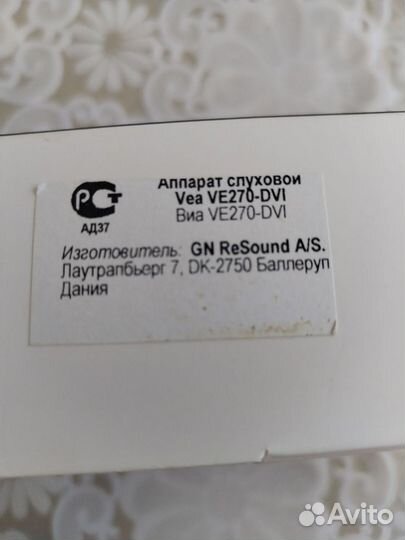 Аппарат слуховой
Vea VE270-DVI
Виа VE270-DVI
РСТ
АД37
Изготовитель: GN ReSound A/S.
Лаутрапбьерг 7, DK-2750 Баллеруп
Дания
Avito